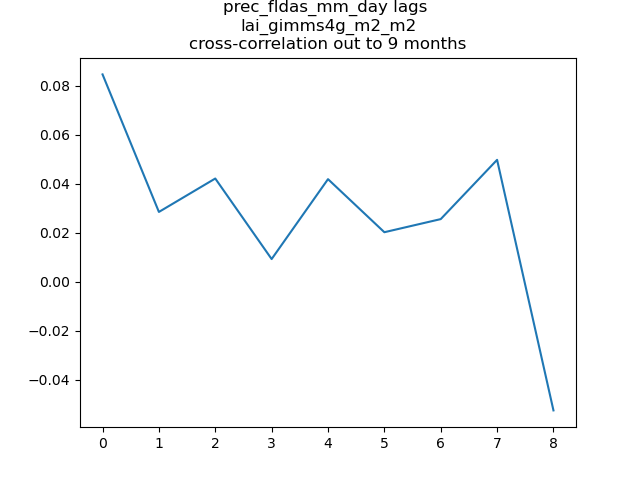 prec_fldas_mm_day lags
lai_gimms4g_m2_m2
cross-correlation out to 9 months
0.08
0.06
0.04
0.02
0.00
−0.02
−0.04
0 1 2 3 4 5 6 7 8